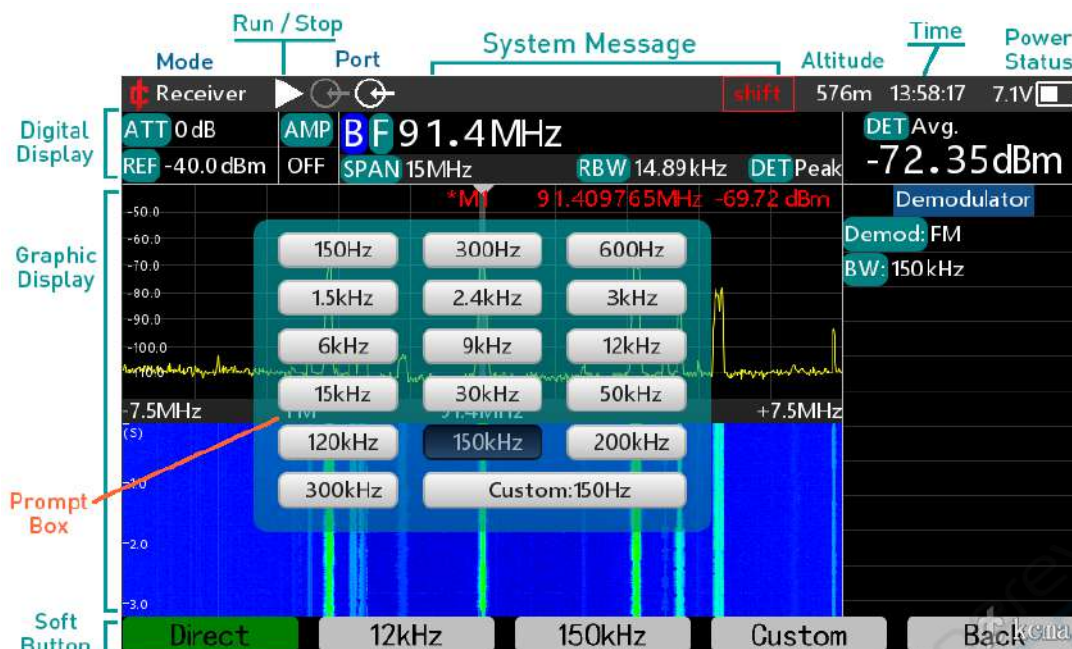 Run / Stop
Mode
Port
System Message
Altitude
Time
Power
Status
Receiver
shift
576m
13:58:17
7.1V
Digital
Display
ATT 0 dB
AMP
B F 91.4MHz
DET Avg.
REF -40.0 dBm
OFF
SPAN 15MHz
RBW 14.89kHz
DET Peak
-72.35dBm
Graphic
Display
*M1 91.409765MHz -69.72 dBm
Demodulator
Demod: FM
BW: 150kHz
-50.0
-60.0
-70.0
-80.0
-90.0
-100.0
150Hz 300Hz 600Hz
1.5kHz 2.4kHz 3kHz
6kHz 9kHz 12kHz
15kHz 30kHz 50kHz
-7.5MHz
91.4MHz
+7.5MHz
(S)
120kHz 150kHz 200kHz
300kHz Custom:150Hz
Prompt
Box
-2.0
-3.0
Soft
Button
Direct 12kHz 150kHz Custom Back
kcna